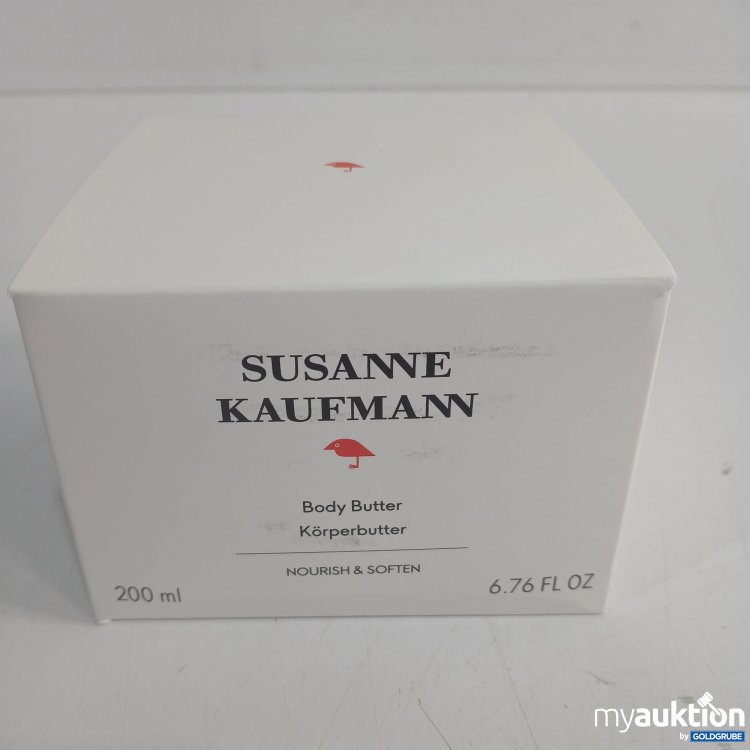 SUSANNE
KAUFMANN
Body Butter
Körperbutter
NOURISH & SOFTEN
200 ml
6.76 FL OZ
myauktion
by GOLDGRUBE